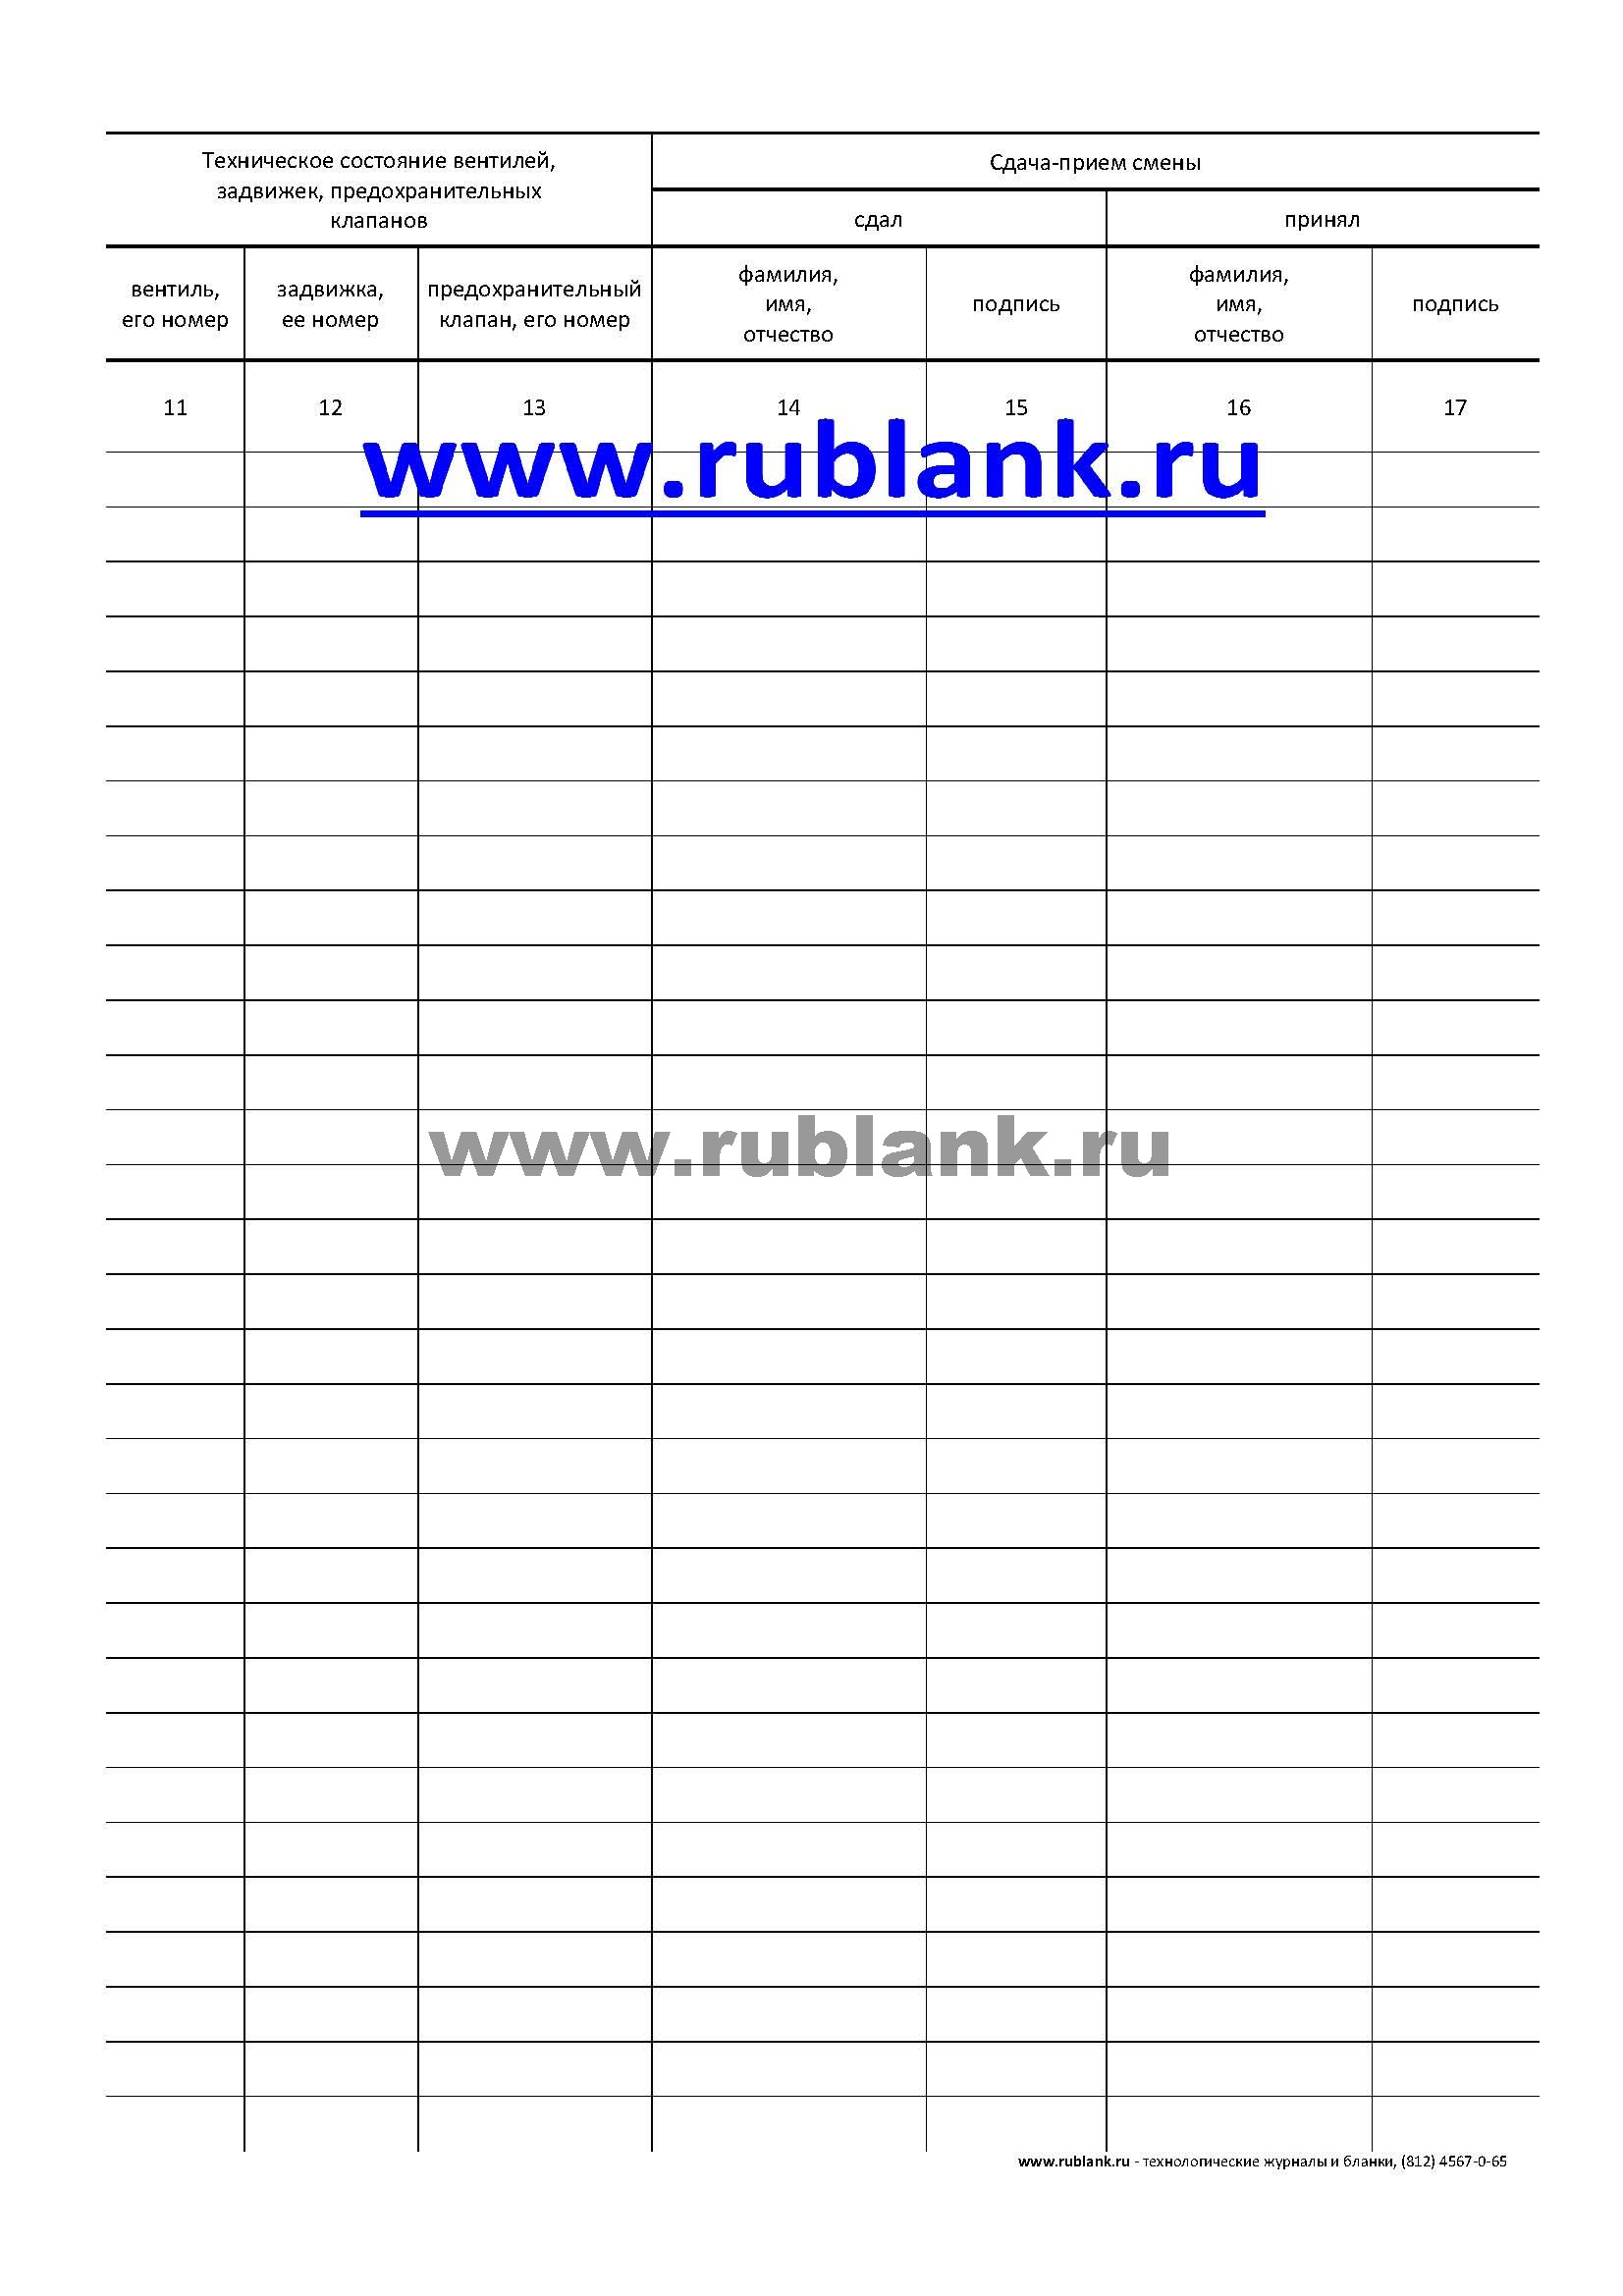 Техническое состояние вентилей,
задвижек, предохранительных
клапанов
Сдача-прием смены
сдал
принял
вентиль,
его номер
задвижка,
ее номер
предохранительный
клапан, его номер
фамилия,
имя,
отчество
подпись
фамилия,
имя,
отчество
подпись
11 12 13 14 15 16 17
www.rublank.ru
www.rublank.ru
www.rublank.ru - технологические журналы и бланки, (812) 4567-0-65